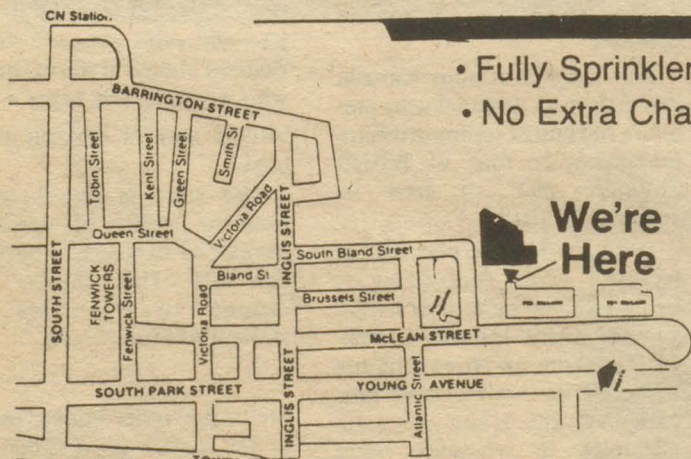 CN Station
• Fully Sprinkler
• No Extra Cha
BARRINGTON STREET
Tobin Street
Kent Street
Green Street
Smith St
Victoria Road
INGLIS STREET
Queen Street
South Bland Street
We're
Here
SOUTH STREET
FENWICK
TOWERS
Fenwick Street
Bland St
Victoria Road
Brussels Street
McLEAN STREET
SOUTH PARK STREET
INGLIS STREET
YOUNG AVENUE
Atlantic Street